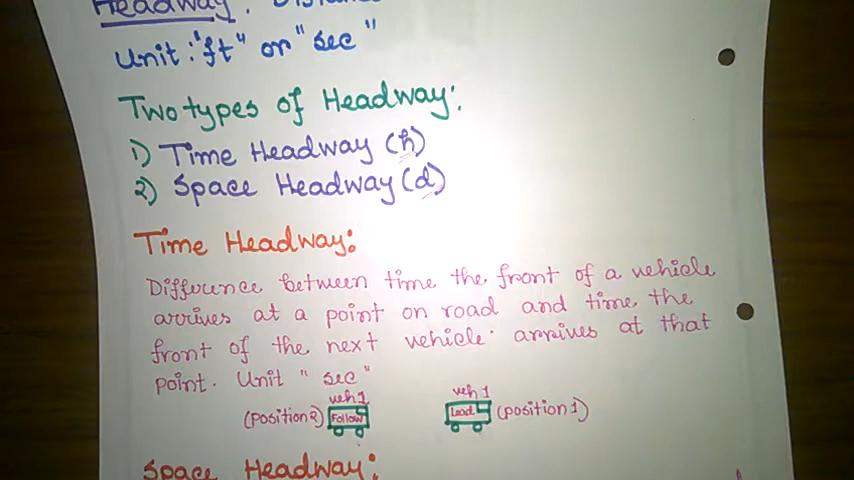 Headway: Distance
Unit: "ft" or "sec"
Two types of Headway:
1) Time Headway (h)
2) Space Headway (d)
Time Headway:
Difference between time the front of a vehicle
arrives at a point on road and time the
front of the next vehicle arrives at that
point. Unit "sec"
veh 1 veh 1
(position 2) Follow Lead (position 1)
Space Headway: